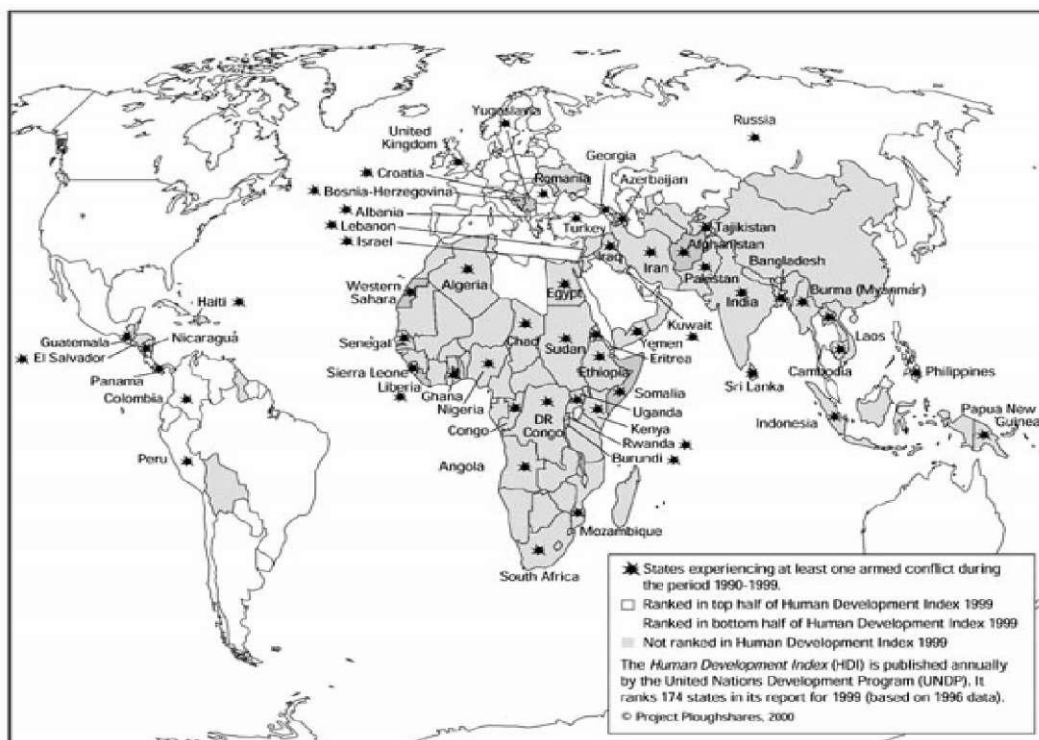 Yugoslavia
Russia
United
Kingdom
Georgia
Croatia
Romania
Azerbaijan
Bosnia-Herzegovina
Albania
Lebanon
Turkey
Tajikistan
Israel
Iraq
Iran
Afghanistan
Bangladesh
Pakistan
Western
Sahara
Algeria
Egypt
India
Burma (Myanmar)
Haiti
Kuwait
Guatemala
Nicaraguá
El Salvador
Senegal
Chad
Sudan
Yemen
Eritrea
Laos
Panama
Sierra Leone
Ethiopia
Cambodia
Philippines
Colombia
Liberia
Ghana
Nigeria
Somalia
Sri Lanka
Uganda
Indonesia
Papua New
Guinea
Congo
DR
Congo
Kenya
Rwanda
Burundi
Peru
Angola
Mozambique
South Africa
States experiencing at least one armed conflict during
the period 1990-1999.
Ranked in top half of Human Development Index 1999
Ranked in bottom half of Human Development Index 1999
Not ranked in Human Development Index 1999
The Human Development Index (HDI) is published annually
by the United Nations Development Program (UNDP). It
ranks 174 states in its report for 1999 (based on 1996 data).
© Project Ploughshares, 2000